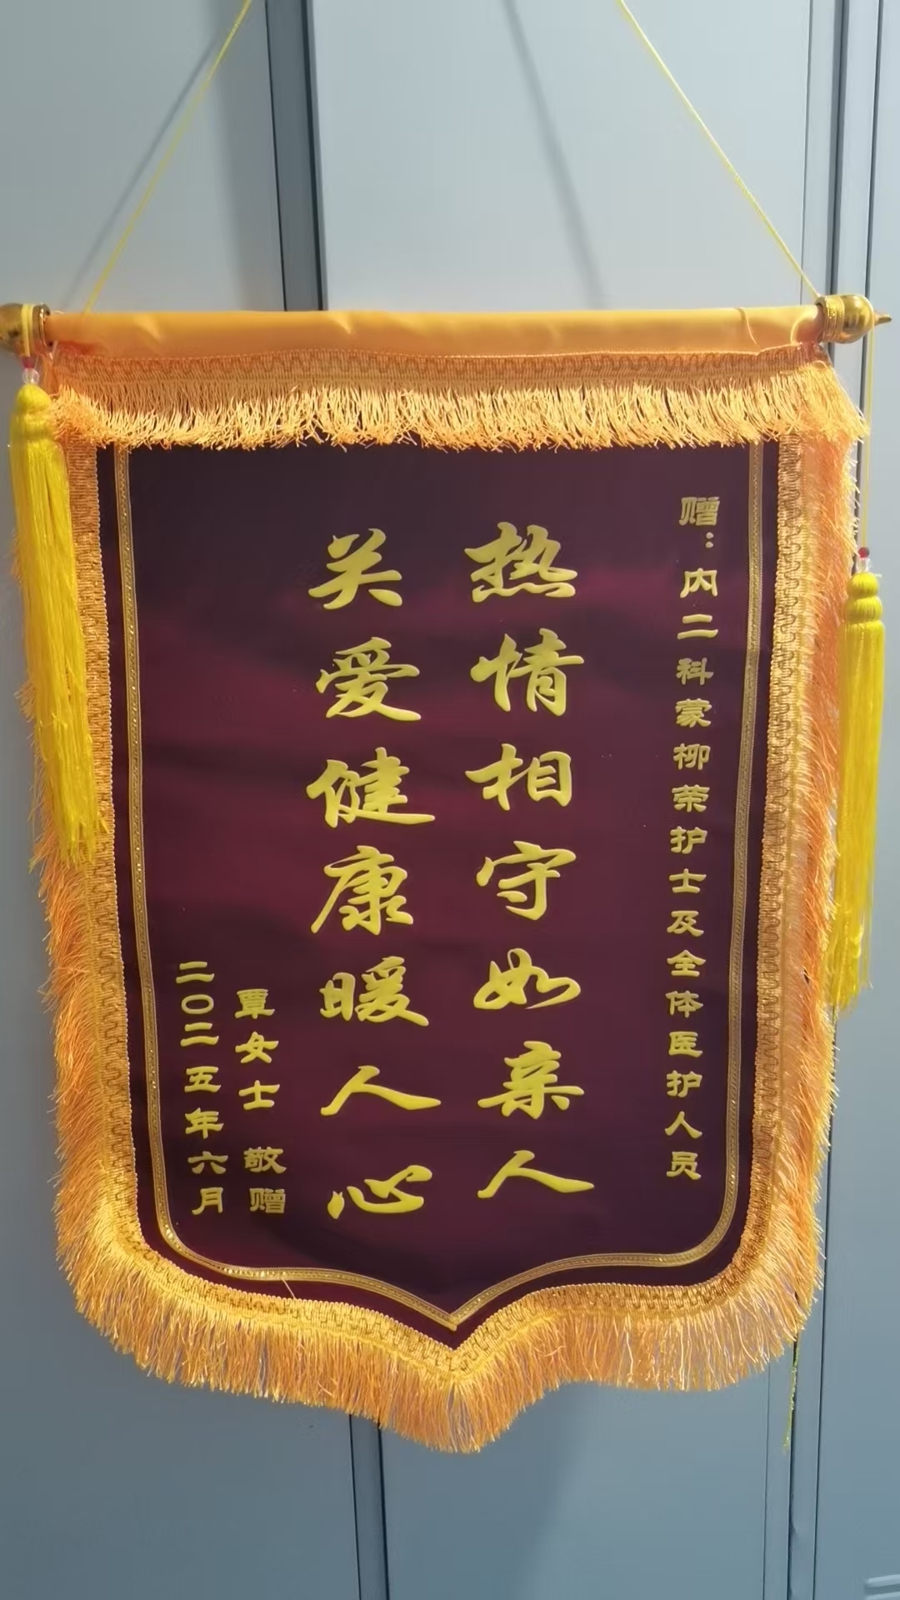 赠：内二科蒙柳荣护士及全体医护人员
热情相守如亲人
关爱健康暖人心
覃女士 敬赠
二〇二五年六月